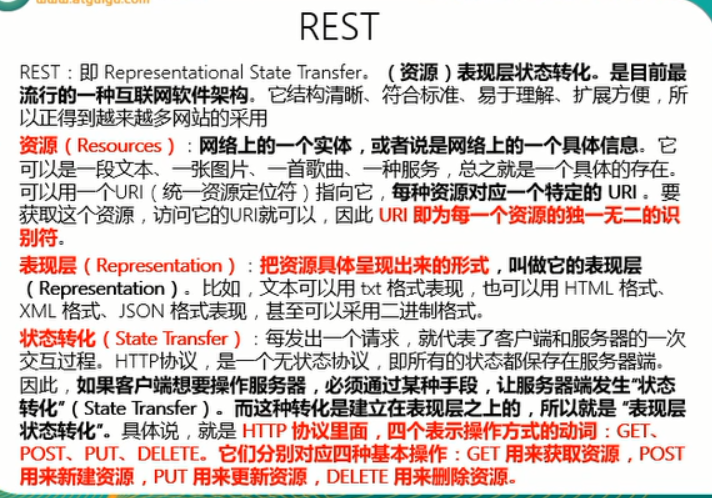 www.atguigu.com
REST
REST：即 Representational State Transfer。（资源）表现层状态转化。是目前最
流行的一种互联网软件架构。它结构清晰、符合标准、易于理解、扩展方便，所
以正得到越来越多网站的采用
资源（Resources）：网络上的一个实体，或者说是网络上的一个具体信息。它
可以是一段文本、一张图片、一首歌曲、一种服务，总之就是一个具体的存在。
可以用一个URI（统一资源定位符）指向它，每种资源对应一个特定的 URI 。要
获取这个资源，访问它的URI就可以，因此 URI 即为每一个资源的独一无二的识
别符。
表现层（Representation）：把资源具体呈现出来的形式，叫做它的表现层
（Representation）。比如，文本可以用 txt 格式表现，也可以用 HTML 格式、
XML 格式、JSON 格式表现，甚至可以采用二进制格式。
状态转化（State Transfer）：每发出一个请求，就代表了客户端和服务器的一次
交互过程。HTTP协议，是一个无状态协议，即所有的状态都保存在服务器端。
因此，如果客户端想要操作服务器，必须通过某种手段，让服务器端发生“状态
转化”（State Transfer）。而这种转化是建立在表现层之上的，所以就是 “表现层
状态转化”。具体说，就是 HTTP 协议里面，四个表示操作方式的动词：GET、
POST、PUT、DELETE。它们分别对应四种基本操作：GET 用来获取资源，POST
用来新建资源，PUT 用来更新资源，DELETE 用来删除资源。